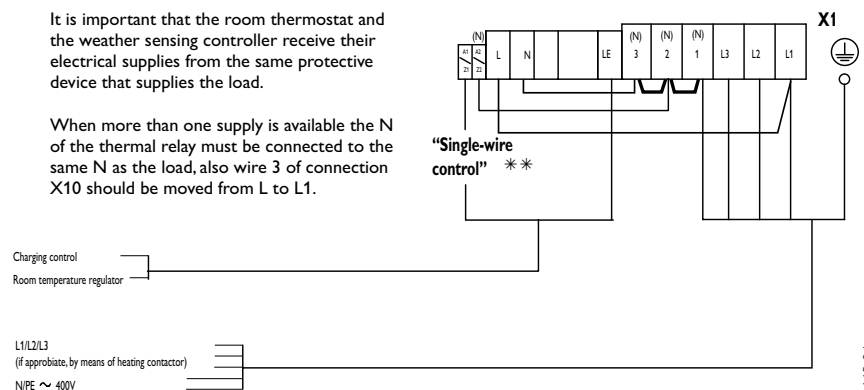 It is important that the room thermostat and
the weather sensing controller receive their
electrical supplies from the same protective
device that supplies the load.
When more than one supply is available the N
of the thermal relay must be connected to the
same N as the load, also wire 3 of connection
X10 should be moved from L to L1.
X1
(N) (N) (N) (N)
A1 A2 L N LE 3 2 1 L3 L2 L1
Z1 Z2
"Single-wire
control" ✳✳
Charging control
Room temperature regulator
L1/L2/L3
(if approbiate, by means of heating contactor)
N/PE ~ 400V